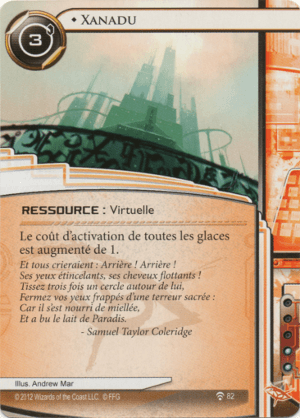 3
• XANADU
RESSOURCE : Virtuelle
Le coût d'activation de toutes les glaces
est augmenté de 1.
Et tous crieraient : Arrière ! Arrière !
Ses yeux étincelants, ses cheveux flottants !
Tissez trois fois un cercle autour de lui,
Fermez vos yeux frappés d'une terreur sacrée :
Car il s'est nourri de miellée,
Et a bu le lait de Paradis.
- Samuel Taylor Coleridge
Illus. Andrew Mar
© 2012 Wizards of the Coast LLC. © FFG
82